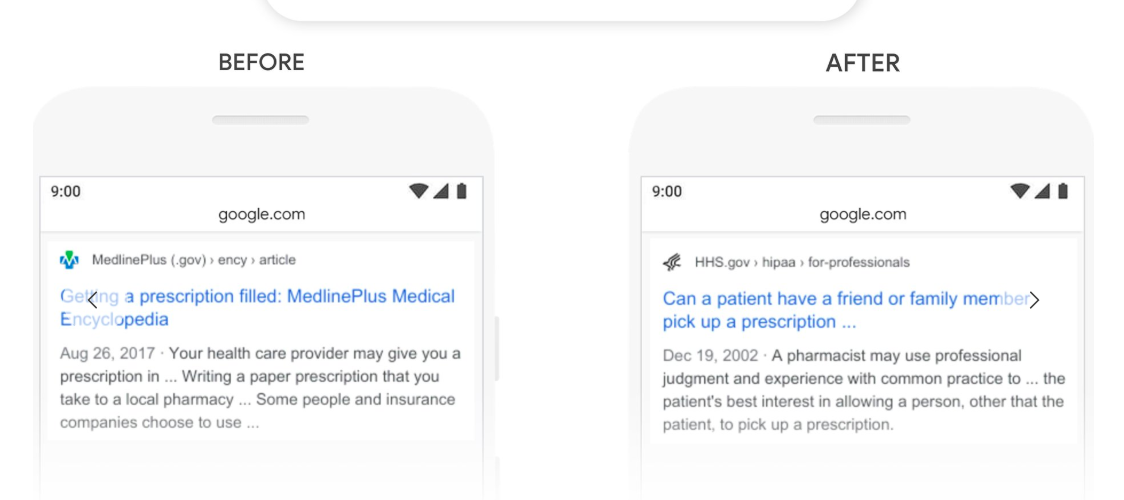 BEFORE
9:00
google.com
MedlinePlus (.gov) › ency › article
Getting a prescription filled: MedlinePlus Medical
Encyclopedia
Aug 26, 2017 · Your health care provider may give you a
prescription in ... Writing a paper prescription that you
take to a local pharmacy ... Some people and insurance
companies choose to use ...
AFTER
9:00
google.com
HHS.gov › hipaa › for-professionals
Can a patient have a friend or family member
pick up a prescription ...
Dec 19, 2002 · A pharmacist may use professional
judgment and experience with common practice to ... the
patient's best interest in allowing a person, other that the
patient, to pick up a prescription.